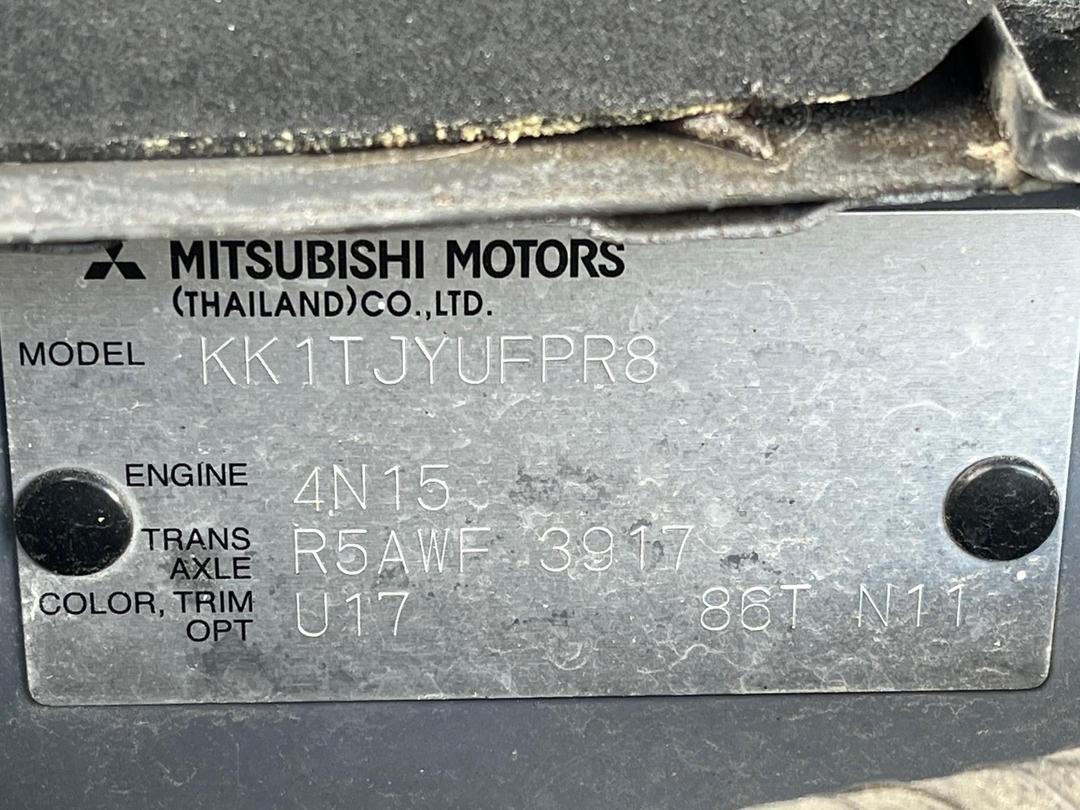 MITSUBISHI MOTORS
(THAILAND)CO.,LTD.
MODEL KK1TJYUFPR8
ENGINE 4N15
TRANS AXLE R5AWF 3917
COLOR, TRIM OPT U17 86T N11